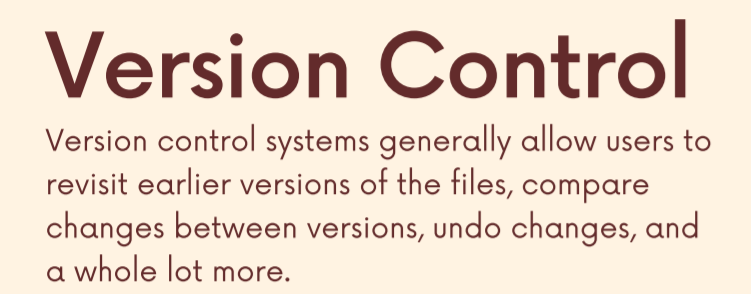 Version Control
Version control systems generally allow users to
revisit earlier versions of the files, compare
changes between versions, undo changes, and
a whole lot more.